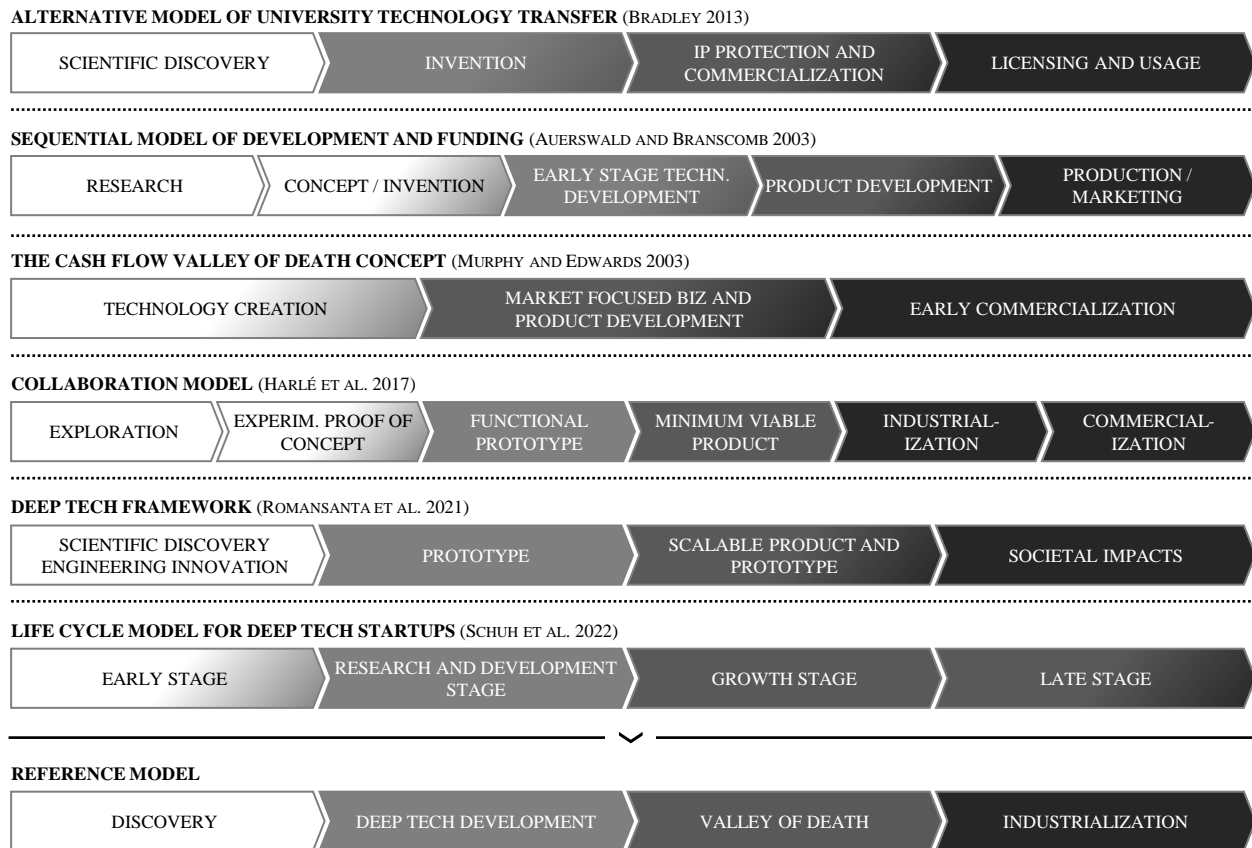 ALTERNATIVE MODEL OF UNIVERSITY TECHNOLOGY TRANSFER (BRADLEY 2013)
SCIENTIFIC DISCOVERY
INVENTION
IP PROTECTION AND
COMMERCIALIZATION
LICENSING AND USAGE
SEQUENTIAL MODEL OF DEVELOPMENT AND FUNDING (AUERSWALD AND BRANSCOMB 2003)
RESEARCH
CONCEPT / INVENTION
EARLY STAGE TECHN.
DEVELOPMENT
PRODUCT DEVELOPMENT
PRODUCTION /
MARKETING
THE CASH FLOW VALLEY OF DEATH CONCEPT (MURPHY AND EDWARDS 2003)
TECHNOLOGY CREATION
MARKET FOCUSED BIZ AND
PRODUCT DEVELOPMENT
EARLY COMMERCIALIZATION
COLLABORATION MODEL (HARLÉ ET AL. 2017)
EXPLORATION
EXPERIM. PROOF OF
CONCEPT
FUNCTIONAL
PROTOTYPE
MINIMUM VIABLE
PRODUCT
INDUSTRIAL-
IZATION
COMMERCIAL-
IZATION
DEEP TECH FRAMEWORK (ROMANSANTA ET AL. 2021)
SCIENTIFIC DISCOVERY
ENGINEERING INNOVATION
PROTOTYPE
SCALABLE PRODUCT AND
PROTOTYPE
SOCIETAL IMPACTS
LIFE CYCLE MODEL FOR DEEP TECH STARTUPS (SCHUH ET AL. 2022)
EARLY STAGE
RESEARCH AND DEVELOPMENT
STAGE
GROWTH STAGE
LATE STAGE
REFERENCE MODEL
DISCOVERY
DEEP TECH DEVELOPMENT
VALLEY OF DEATH
INDUSTRIALIZATION